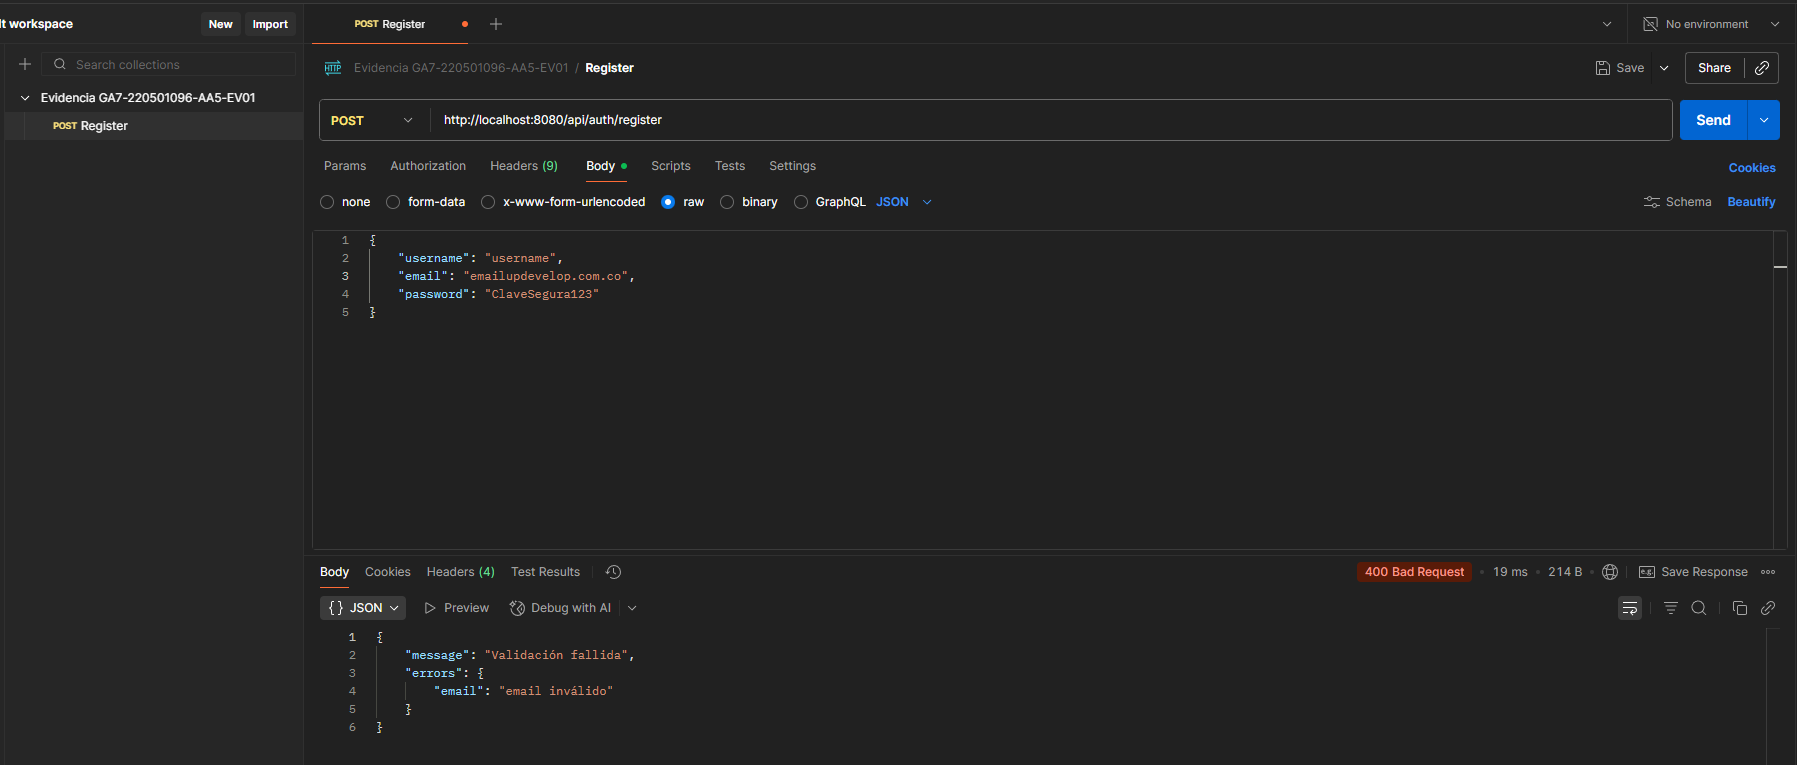 lt workspace
New
Import
POST Register
No environment
Search collections
Evidencia GA7-220501096-AA5-EV01
POST Register
HTTP Evidencia GA7-220501096-AA5-EV01 / Register
Save
Share
POST
http://localhost:8080/api/auth/register
Send
Params Authorization Headers (9) Body Scripts Tests Settings
Cookies
none form-data x-www-form-urlencoded raw binary GraphQL JSON
Schema Beautify
1 {
2 "username": "username",
3 "email": "emailupdevelop.com.co",
4 "password": "ClaveSegura123"
5 }
Body Cookies Headers (4) Test Results
400 Bad Request • 19 ms • 214 B • e.g. Save Response
{} JSON Preview Debug with AI
1 {
2 "message": "Validación fallida",
3 "errors": {
4 "email": "email inválido"
5 }
6 }